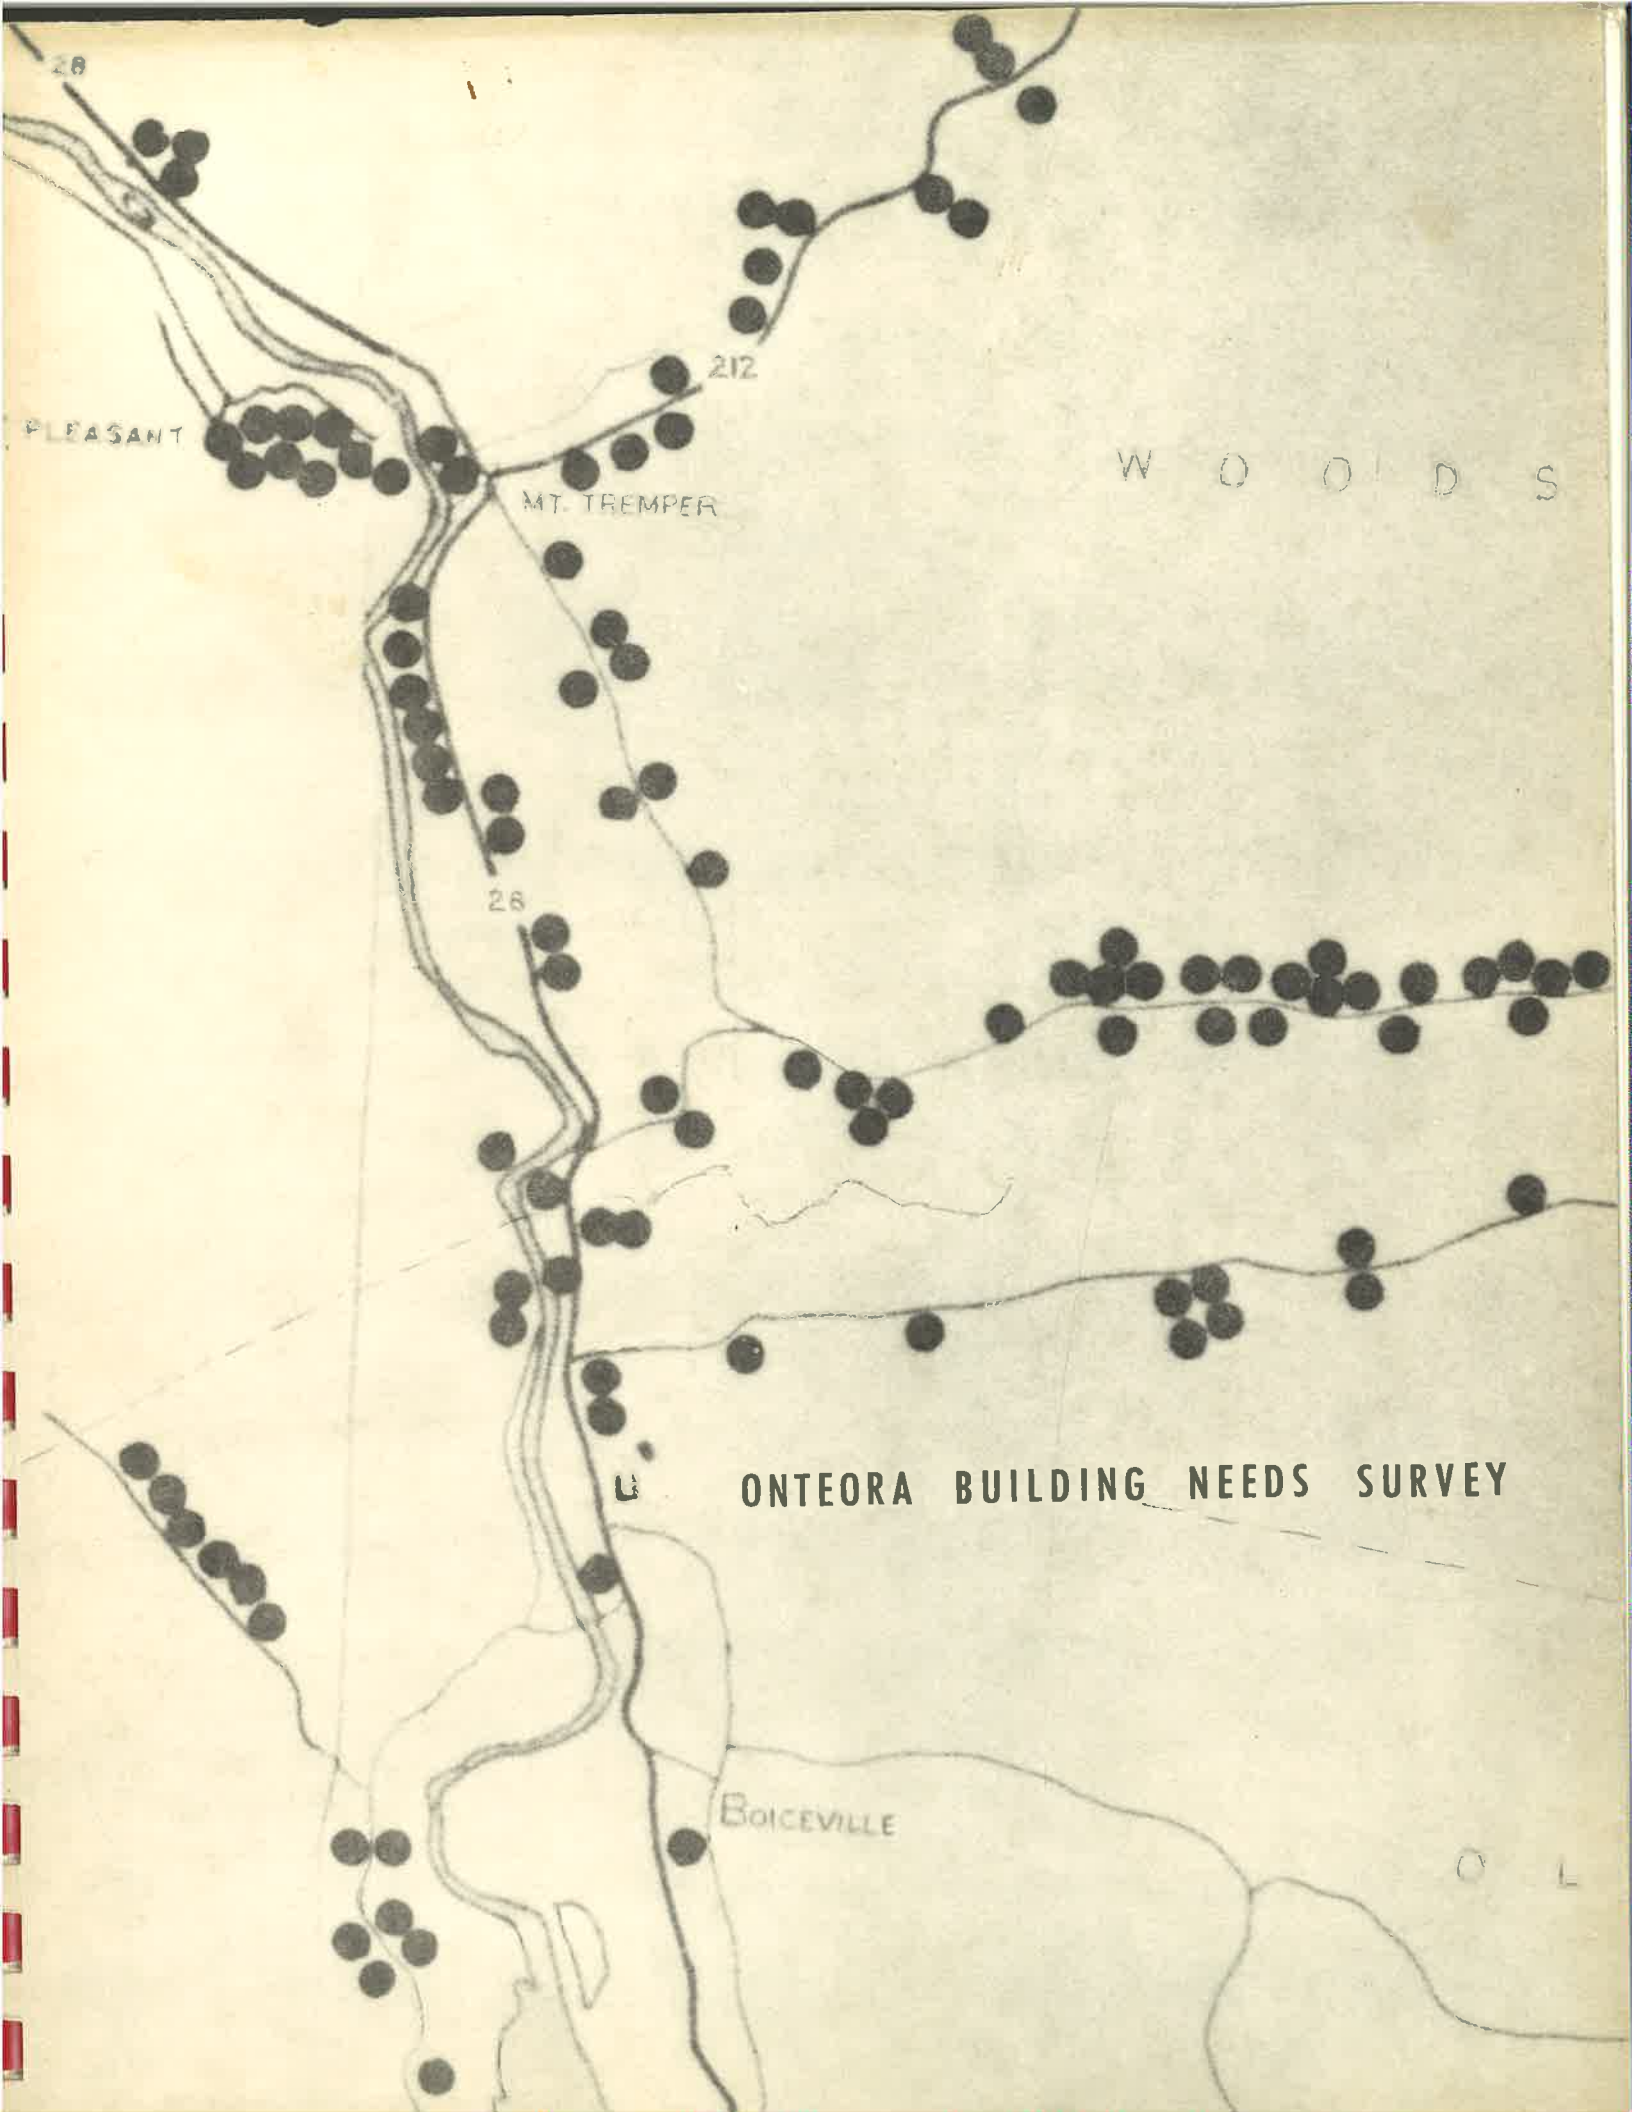 28
212
PLEASANT
W O O D S
MT. TREMPER
28
ONTEORA BUILDING NEEDS SURVEY
BOICEVILLE
O L